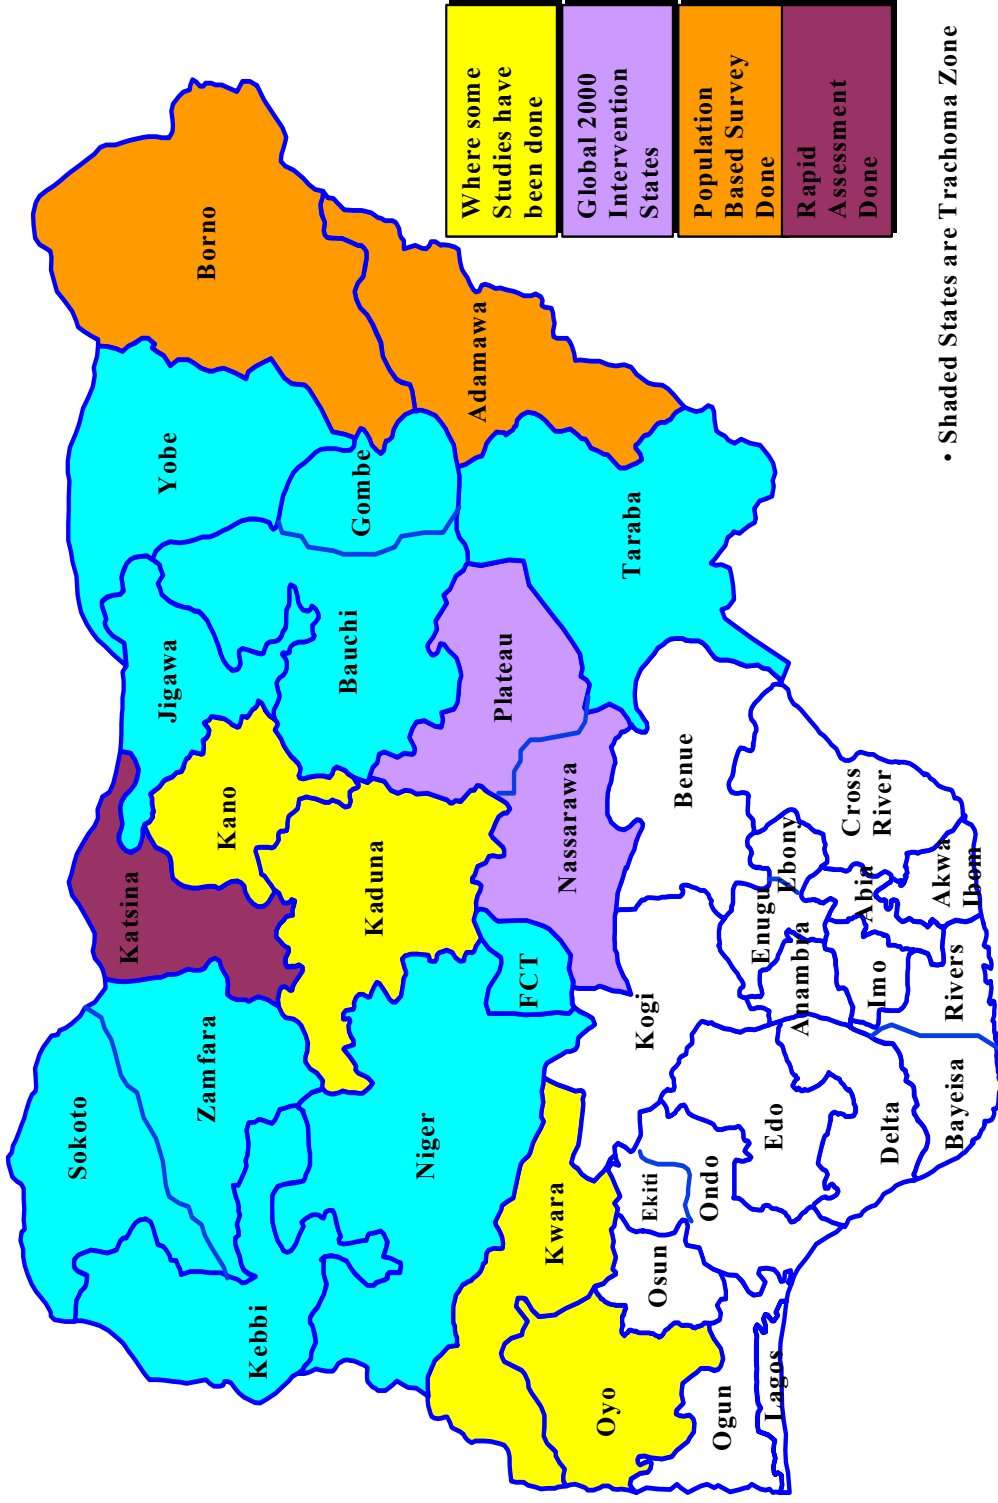 Sokoto
Katsina
Jigawa
Yobe
Borno
Zamfara
Kano
Kebbi
Bauchi
Gombe
Kaduna
Niger
Adamawa
Plateau
FCT
Nassarawa
Taraba
Kwara
Oyo
Kogi
Benue
Ekiti
Osun
Ondo
Ogun
Lagos
Edo
Enugu
Ebony
Anambra
Cross
River
Abia
Imo
Delta
Akwa
Ibom
Rivers
Bayeisa
Where some
Studies have
been done
Global 2000
Intervention
States
Population
Based Survey
Done
Rapid
Assessment
Done
• Shaded States are Trachoma Zone